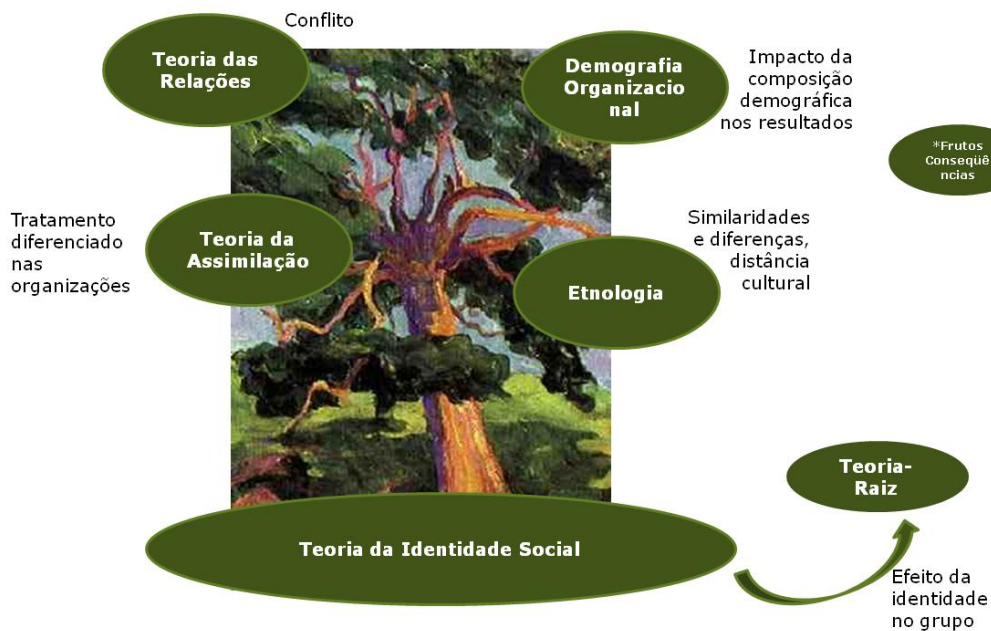 Conflito
Teoria das
Relações
Demografia
Organizacio
nal
Impacto da
composição
demográfica
nos resultados
*Frutos
Conseqüê
ncias
Tratamento
diferenciado
nas
organizações
Teoria da
Assimilação
Etnologia
Similaridades
e diferenças,
distância
cultural
Teoria-
Raiz
Teoria da Identidade Social
Efeito da
identidade
no grupo